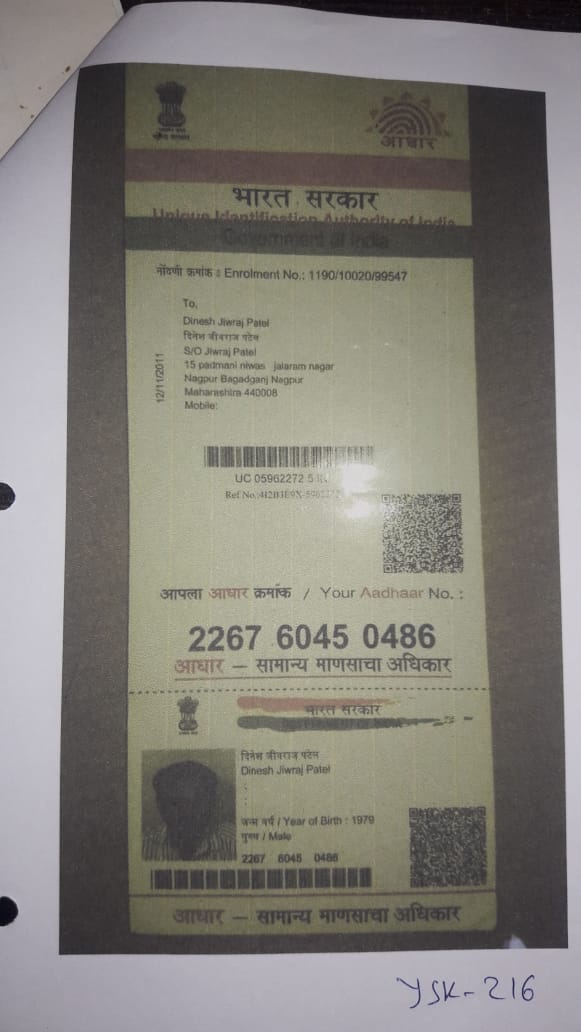 आधार
भारत सरकार
Unique Identification Authority of India
Government of India
नोंदणी क्रमांक : Enrolment No.: 1190/10020/99547
To,
Dinesh Jiwraj Patel
दिनेश जीवराज पटेल
S/O Jiwraj Patel
15 padmani niwas jalaram nagar
Nagpur Bagadganj Nagpur
Maharashtra 440008
Mobile:
12/11/2011
UC 05962272 5 IN
Ref No.:
आपला आधार क्रमांक / Your Aadhaar No. :
2267 6045 0486
आधार – सामान्य माणसाचा अधिकार
भारत सरकार
दिनेश जीवराज पटेल
Dinesh Jiwraj Patel
जन्म वर्ष / Year of Birth : 1979
पुरुष / Male
2267 6045 0486
आधार – सामान्य माणसाचा अधिकार
YSK-216